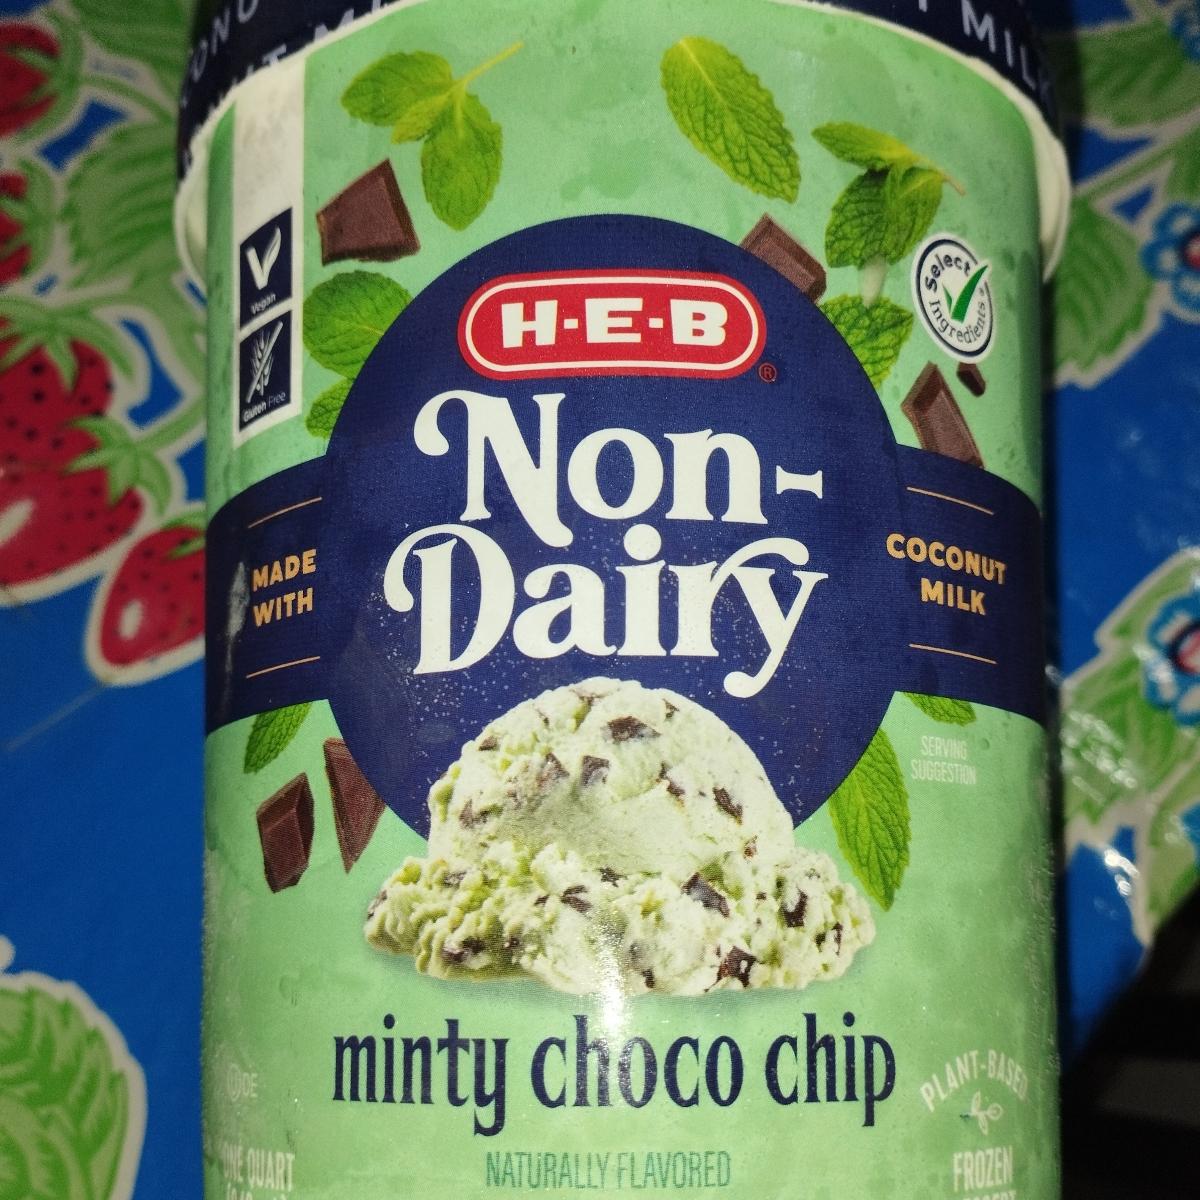 MILK
Vegan
Gluten Free
Select
Ingredients
H-E-B
®
Non-
Dairy
MADE
WITH
COCONUT
MILK
SERVING
SUGGESTION
minty choco chip
NATURALLY FLAVORED
PLANT-BASED
FROZEN
ONE QUART